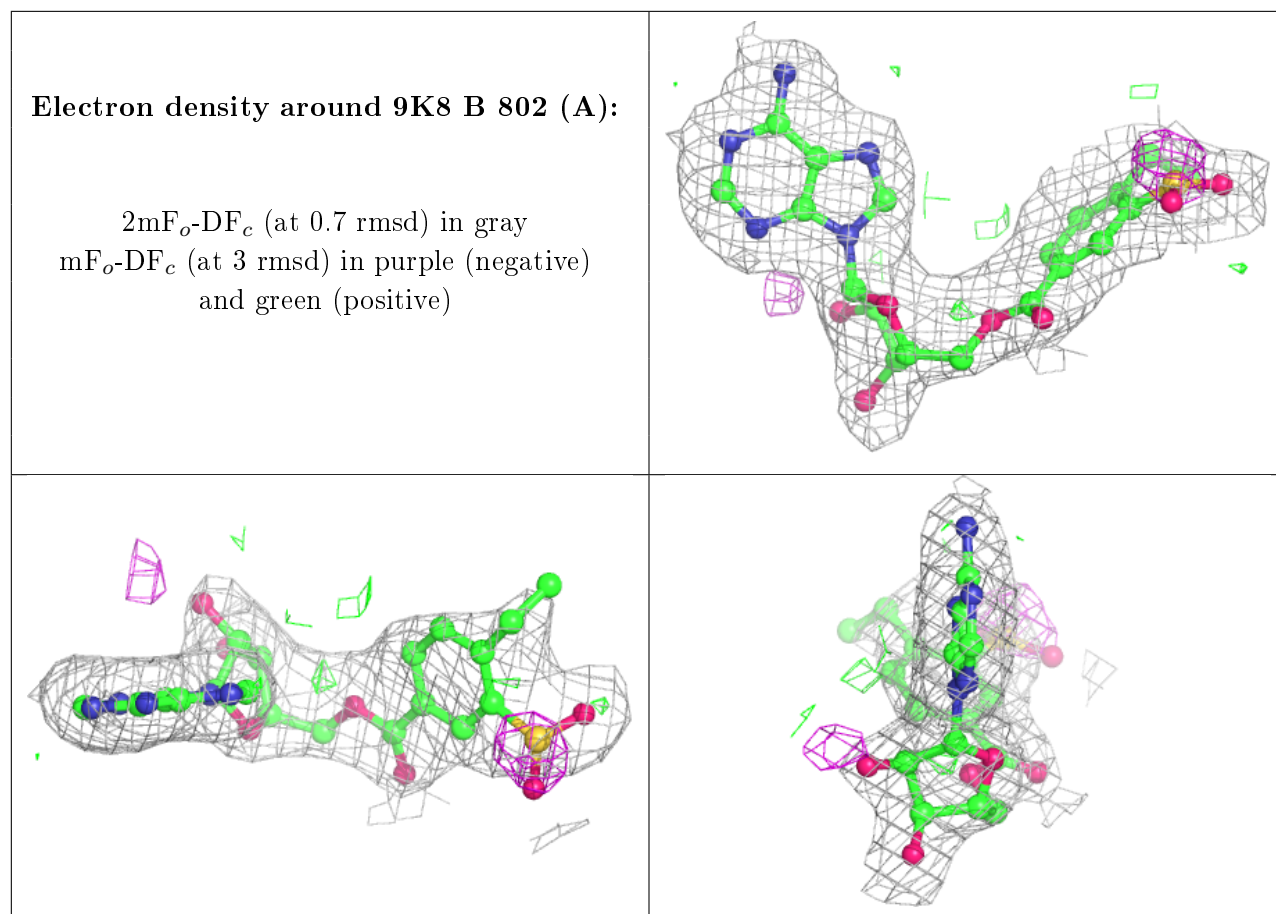 Electron density around 9K8 B 802 (A):
2mFo-DFc (at 0.7 rmsd) in gray
mFo-DFc (at 3 rmsd) in purple (negative)
and green (positive)